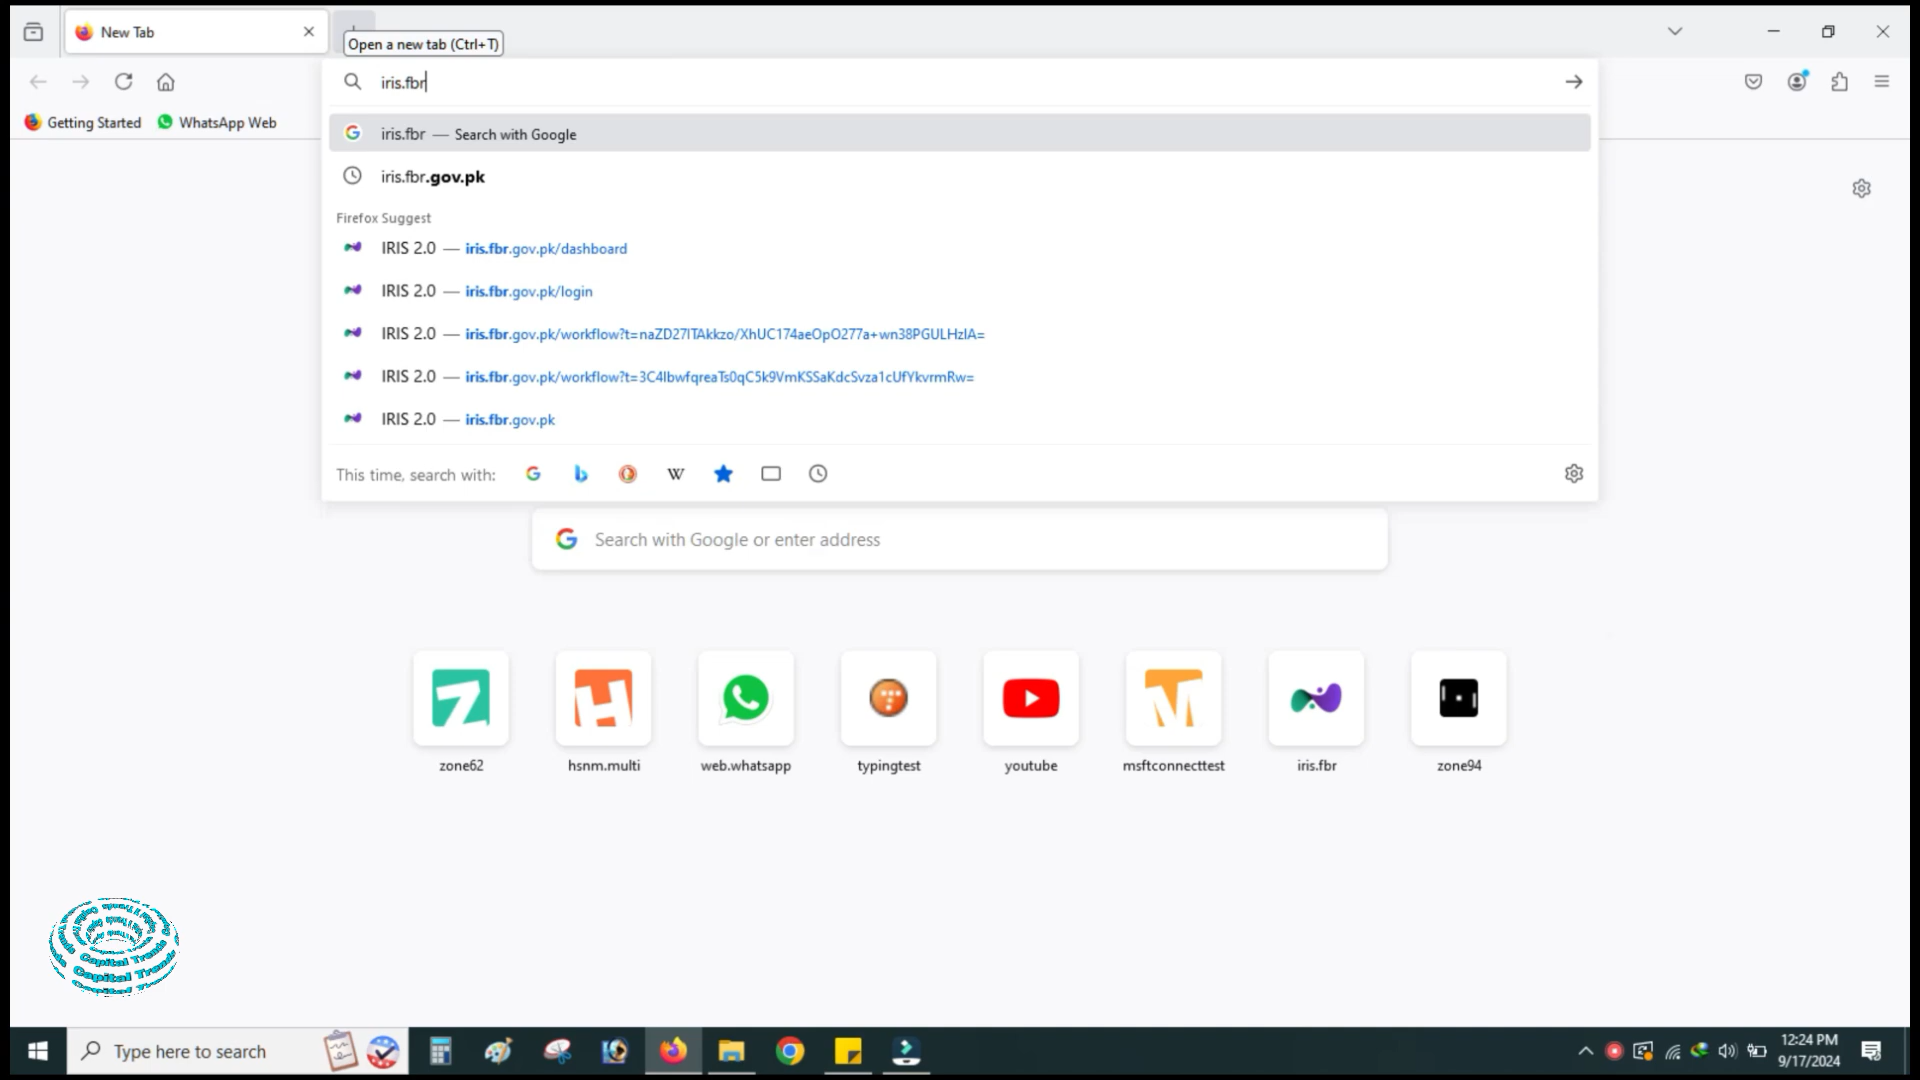 New Tab
Open a new tab (Ctrl+T)
iris.fbr
Getting Started
WhatsApp Web
iris.fbr — Search with Google
iris.fbr.gov.pk
Firefox Suggest
IRIS 2.0 — iris.fbr.gov.pk/dashboard
IRIS 2.0 — iris.fbr.gov.pk/login
IRIS 2.0 — iris.fbr.gov.pk/workflow?t=naZD27ITAkkzo/XhUC174aeOpO277a+wn38PGULHzIA=
IRIS 2.0 — iris.fbr.gov.pk/workflow?t=3C4lbwfqreaTs0qC5k9VmKSSaKdcSvza1cUfYkvrmRw=
IRIS 2.0 — iris.fbr.gov.pk
This time, search with:
Search with Google or enter address
zone62
hsnm.multi
web.whatsapp
typingtest
youtube
msftconnecttest
iris.fbr
zone94
Capital Trends
Capital Trends
Type here to search
12:24 PM
9/17/2024